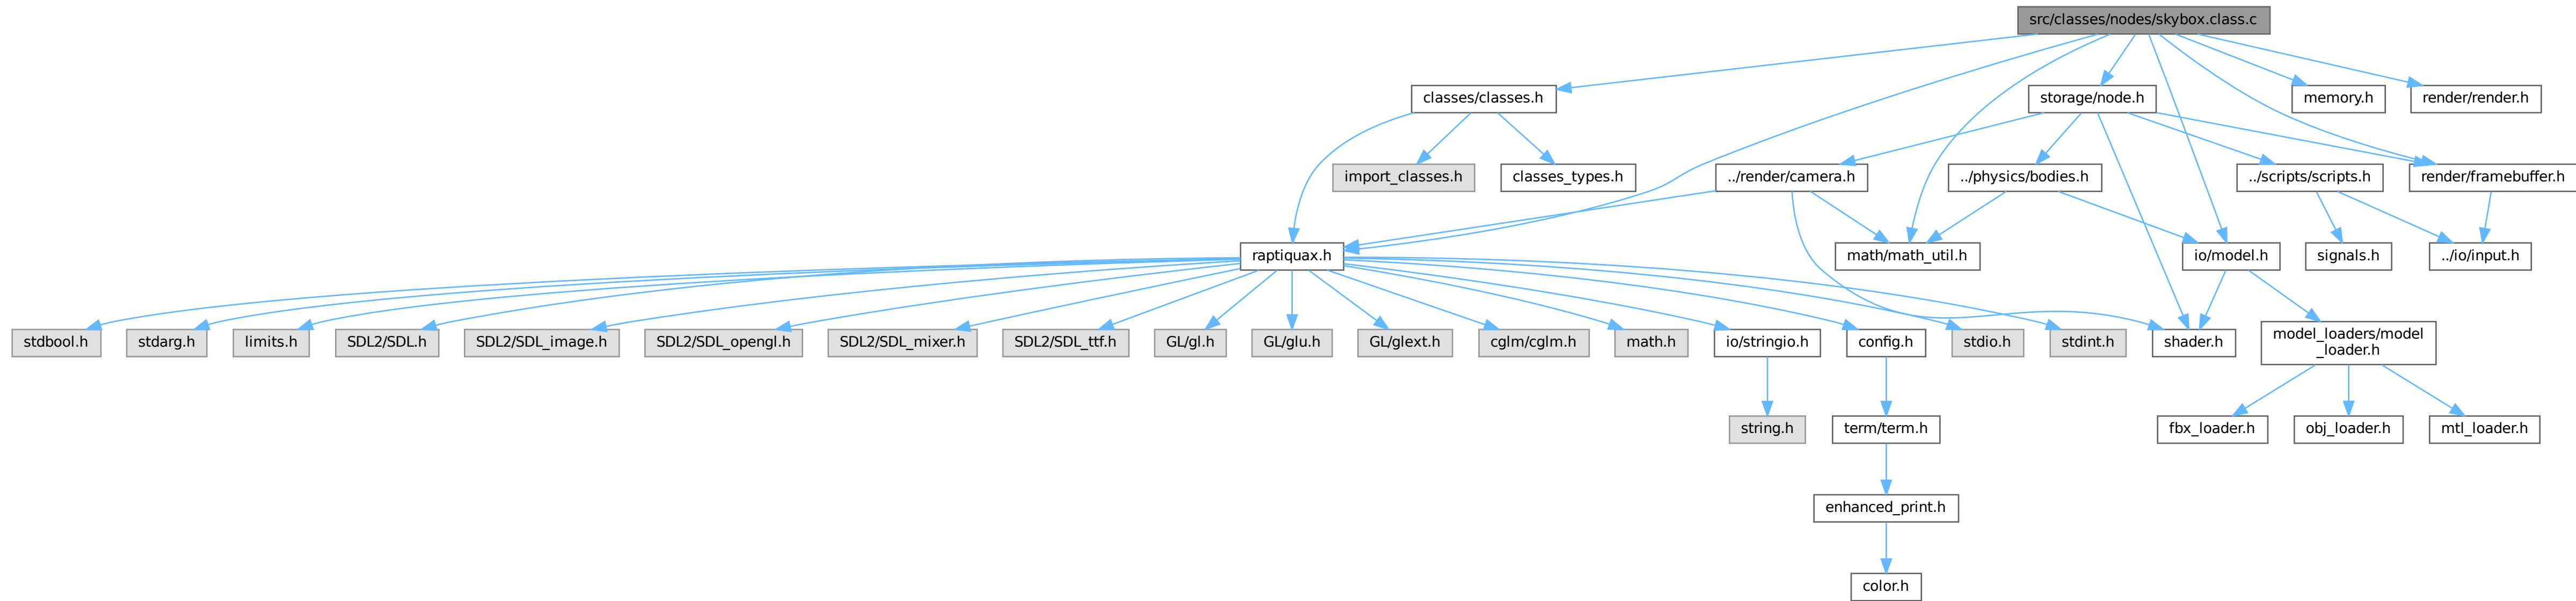 src/classes/nodes/skybox.class.c
classes/classes.h
storage/node.h
memory.h
render/render.h
import_classes.h
classes_types.h
../render/camera.h
../physics/bodies.h
../scripts/scripts.h
render/framebuffer.h
raptiquax.h
math/math_util.h
io/model.h
signals.h
../io/input.h
stdbool.h
stdarg.h
limits.h
SDL2/SDL.h
SDL2/SDL_image.h
SDL2/SDL_opengl.h
SDL2/SDL_mixer.h
SDL2/SDL_ttf.h
GL/gl.h
GL/glu.h
GL/glext.h
cglm/cglm.h
math.h
io/stringio.h
config.h
stdio.h
stdint.h
shader.h
model_loaders/model
_loader.h
string.h
term/term.h
fbx_loader.h
obj_loader.h
mtl_loader.h
enhanced_print.h
color.h